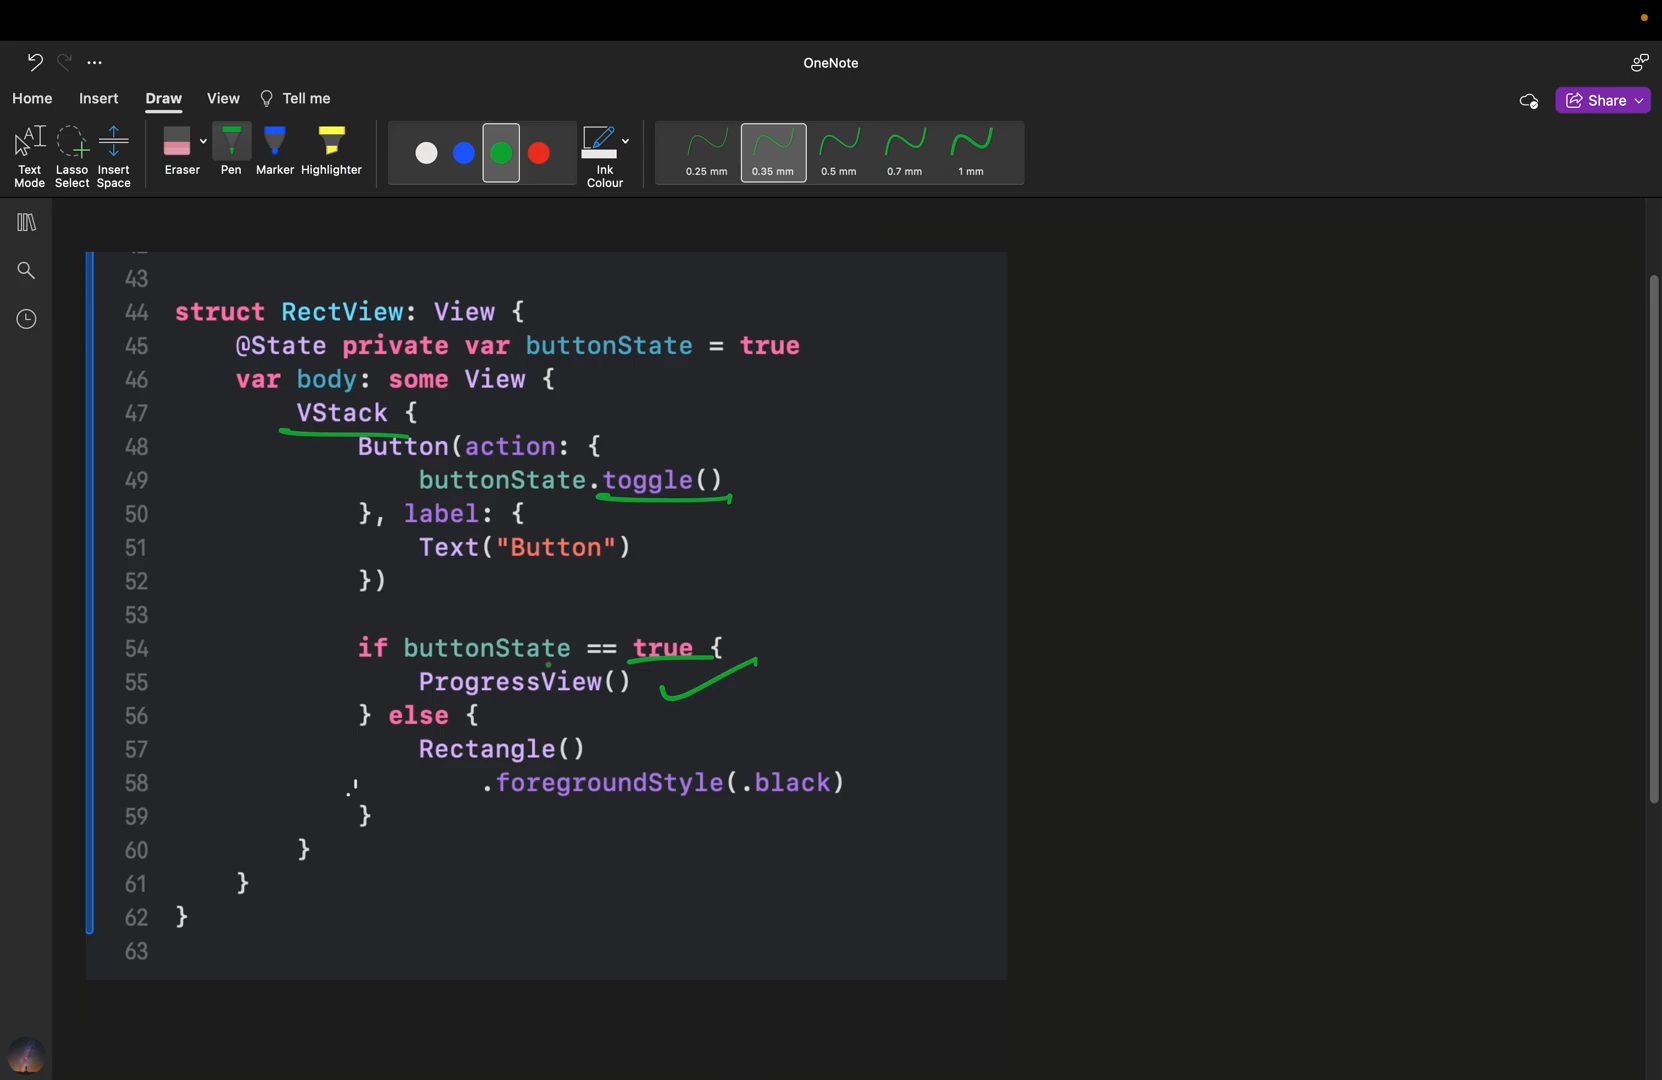 OneNote
Home Insert Draw View Tell me
Share
Text Mode
Lasso Select
Insert Space
Eraser
Pen
Marker
Highlighter
Ink Colour
0.25 mm
0.35 mm
0.5 mm
0.7 mm
1 mm
43
44 struct RectView: View {
45 @State private var buttonState = true
46 var body: some View {
47 VStack {
48 Button(action: {
49 buttonState.toggle()
50 }, label: {
51 Text("Button")
52 })
53
54 if buttonState == true {
55 ProgressView()
56 } else {
57 Rectangle()
58 .foregroundStyle(.black)
59 }
60 }
61 }
62 }
63